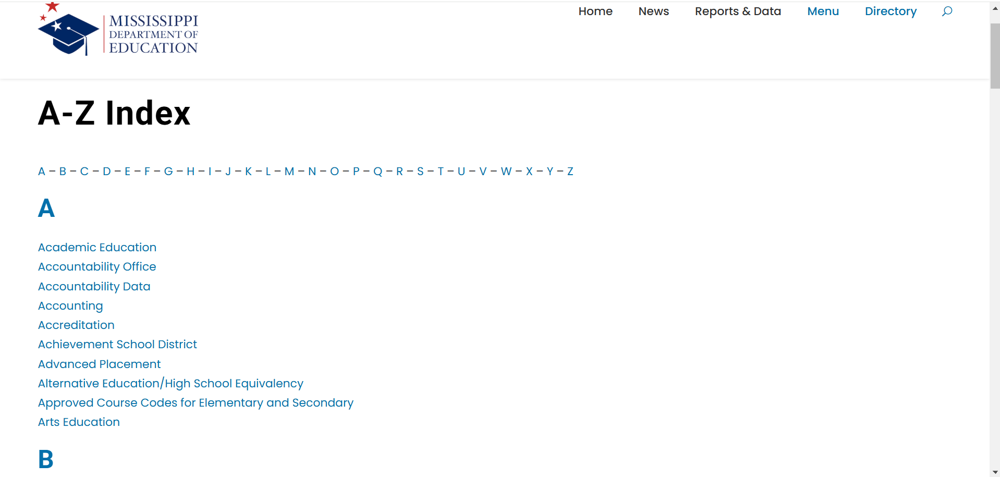 MISSISSIPPI
DEPARTMENT OF
EDUCATION
Home News Reports & Data Menu Directory
A-Z Index
A – B – C – D – E – F – G – H – I – J – K – L – M – N – O – P – Q – R – S – T – U – V – W – X – Y – Z
A
Academic Education
Accountability Office
Accountability Data
Accounting
Accreditation
Achievement School District
Advanced Placement
Alternative Education/High School Equivalency
Approved Course Codes for Elementary and Secondary
Arts Education
B